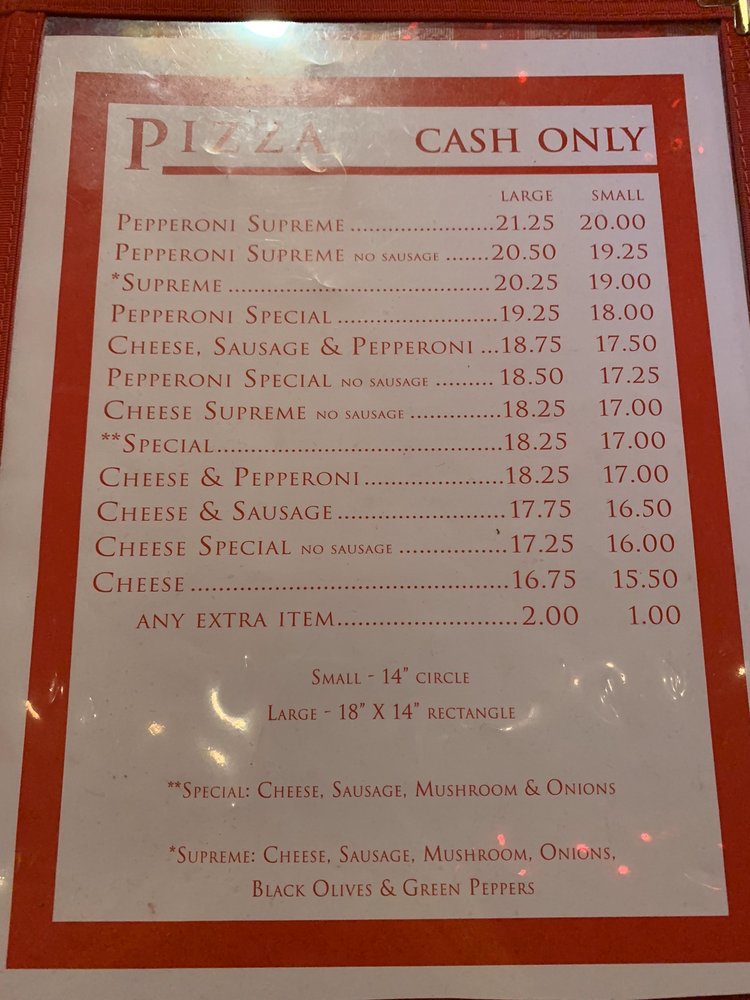 PIZZA CASH ONLY
LARGE SMALL
PEPPERONI SUPREME ........................21.25 20.00
PEPPERONI SUPREME NO SAUSAGE .......20.50 19.25
*SUPREME ..........................................20.25 19.00
PEPPERONI SPECIAL ..........................19.25 18.00
CHEESE, SAUSAGE & PEPPERONI ...18.75 17.50
PEPPERONI SPECIAL NO SAUSAGE .........18.50 17.25
CHEESE SUPREME NO SAUSAGE ..............18.25 17.00
**SPECIAL............................................18.25 17.00
CHEESE & PEPPERONI .....................18.25 17.00
CHEESE & SAUSAGE ........................17.75 16.50
CHEESE SPECIAL NO SAUSAGE ................17.25 16.00
CHEESE ..............................................16.75 15.50
ANY EXTRA ITEM..........................2.00 1.00
SMALL - 14" CIRCLE
LARGE - 18" X 14" RECTANGLE
**SPECIAL: CHEESE, SAUSAGE, MUSHROOM & ONIONS
*SUPREME: CHEESE, SAUSAGE, MUSHROOM, ONIONS,
BLACK OLIVES & GREEN PEPPERS